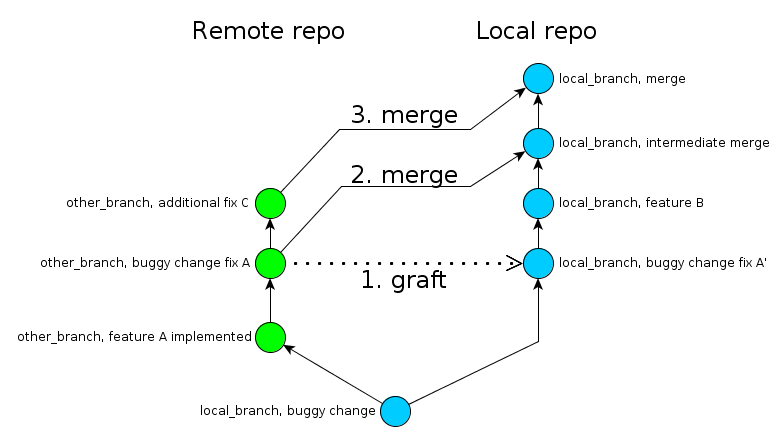 Remote repo
Local repo
local_branch, merge
3. merge
local_branch, intermediate merge
2. merge
other_branch, additional fix C
local_branch, feature B
other_branch, buggy change fix A
local_branch, buggy change fix A'
1. graft
other_branch, feature A implemented
local_branch, buggy change